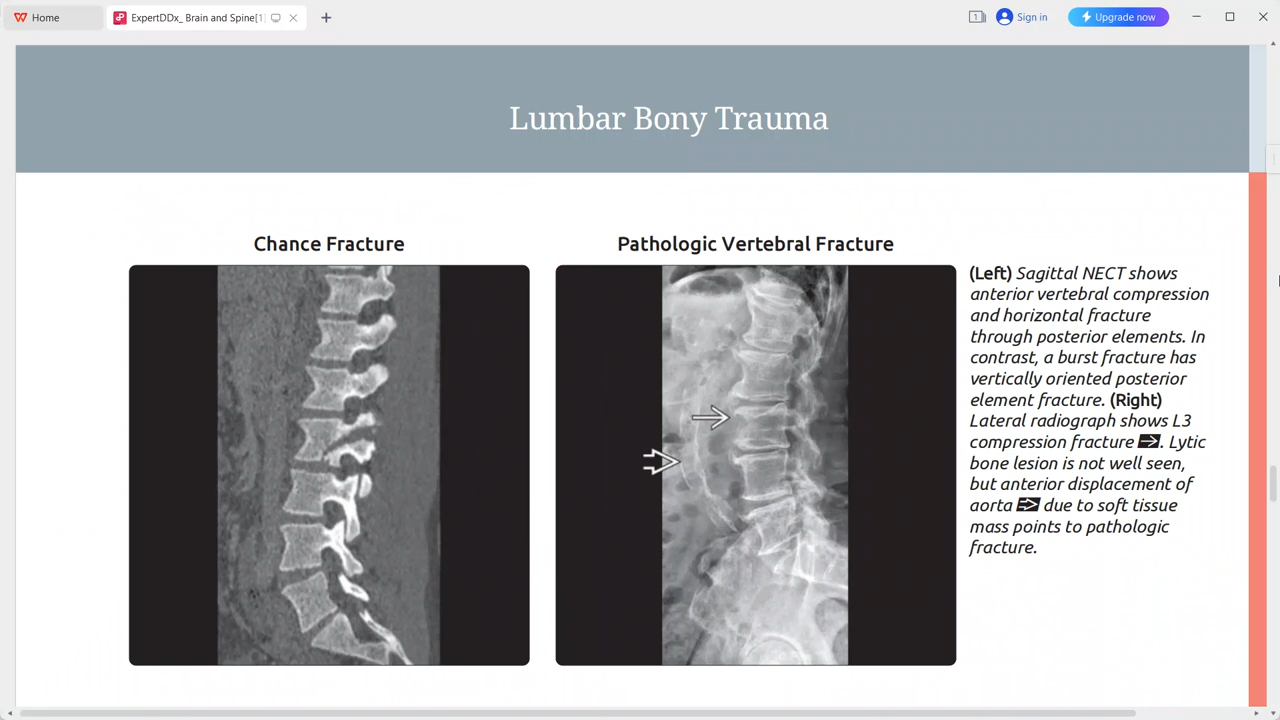 Home
ExpertDDx_ Brain and Spine[1]
1
Sign in
Upgrade now
Lumbar Bony Trauma
Chance Fracture
Pathologic Vertebral Fracture
(Left) Sagittal NECT shows
anterior vertebral compression
and horizontal fracture
through posterior elements. In
contrast, a burst fracture has
vertically oriented posterior
element fracture. (Right)
Lateral radiograph shows L3
compression fracture. Lytic
bone lesion is not well seen,
but anterior displacement of
aorta due to soft tissue
mass points to pathologic
fracture.